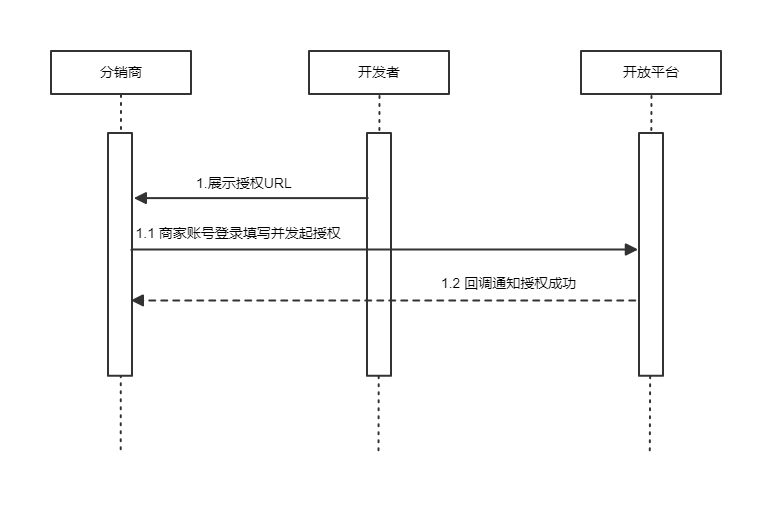 分销商
开发者
开放平台
1.展示授权URL
1.1 商家账号登录填写并发起授权
1.2 回调通知授权成功